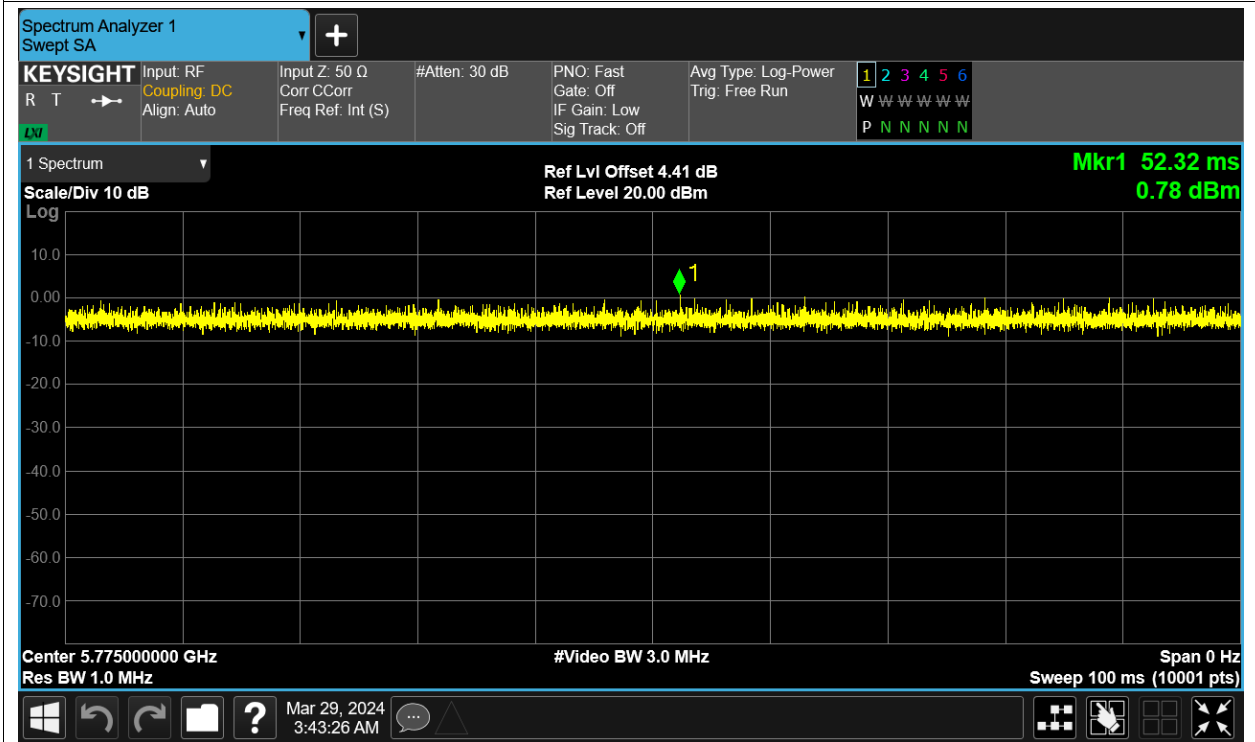 Spectrum Analyzer 1
Swept SA
KEYSIGHT
R T
LXI
Input: RF
Coupling: DC
Align: Auto
Input Z: 50 Ω
Corr CCorr
Freq Ref: Int (S)
#Atten: 30 dB
PNO: Fast
Gate: Off
IF Gain: Low
Sig Track: Off
Avg Type: Log-Power
Trig: Free Run
1 2 3 4 5 6
W W W W W W
P N N N N N
1 Spectrum
Scale/Div 10 dB
Log
Ref Lvl Offset 4.41 dB
Ref Level 20.00 dBm
Mkr1 52.32 ms
0.78 dBm
10.0
1
0.00
-10.0
-20.0
-30.0
-40.0
-50.0
-60.0
-70.0
Center 5.775000000 GHz
Res BW 1.0 MHz
#Video BW 3.0 MHz
Span 0 Hz
Sweep 100 ms (10001 pts)
?
Mar 29, 2024
3:43:26 AM